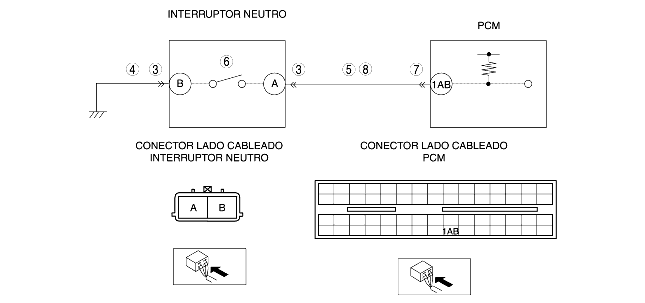 INTERRUPTOR NEUTRO
PCM
4 3 6 3 5 8 7
B A 1AB
CONECTOR LADO CABLEADO
INTERRUPTOR NEUTRO
CONECTOR LADO CABLEADO
PCM
A B
1AB